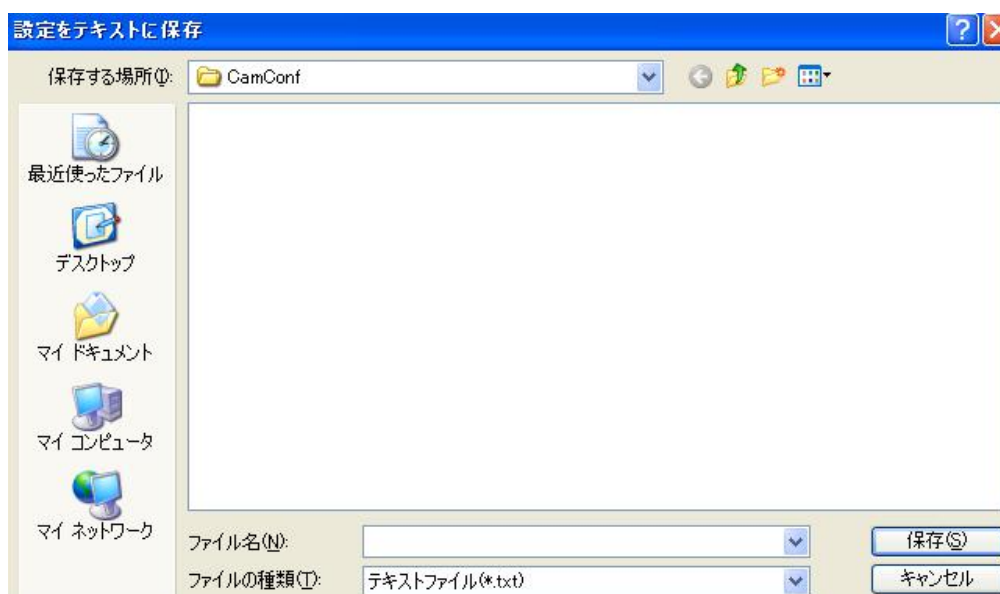 設定をテキストに保存
保存する場所(I):
CamConf
最近使ったファイル
デスクトップ
マイ ドキュメント
マイ コンピュータ
マイ ネットワーク
ファイル名(N):
保存(S)
ファイルの種類(T):
テキストファイル(*.txt)
キャンセル